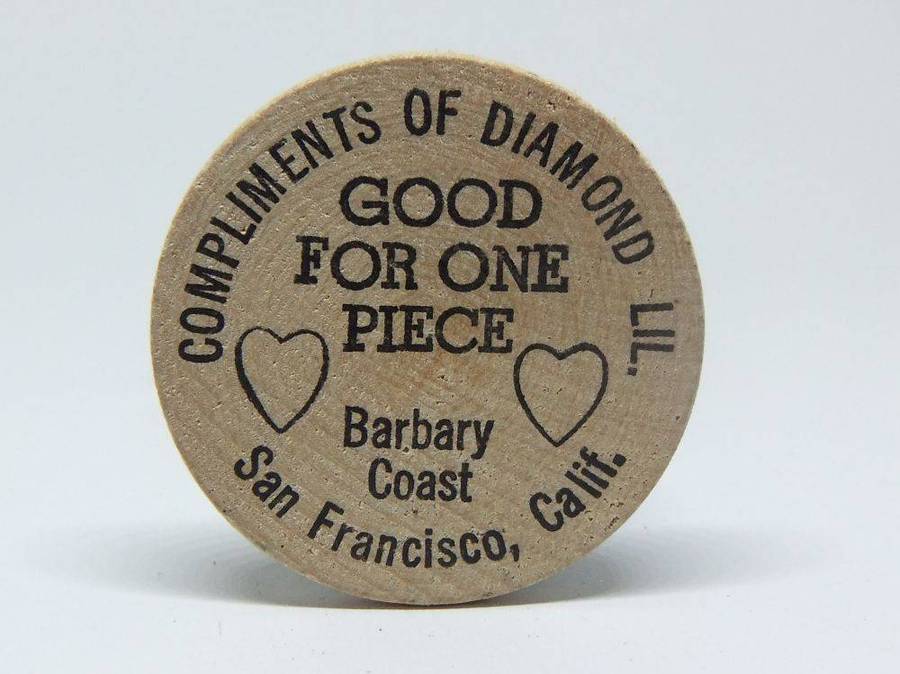 COMPLIMENTS OF DIAMOND LIL.
GOOD
FOR ONE
PIECE
Barbary
Coast
San Francisco, Calif.